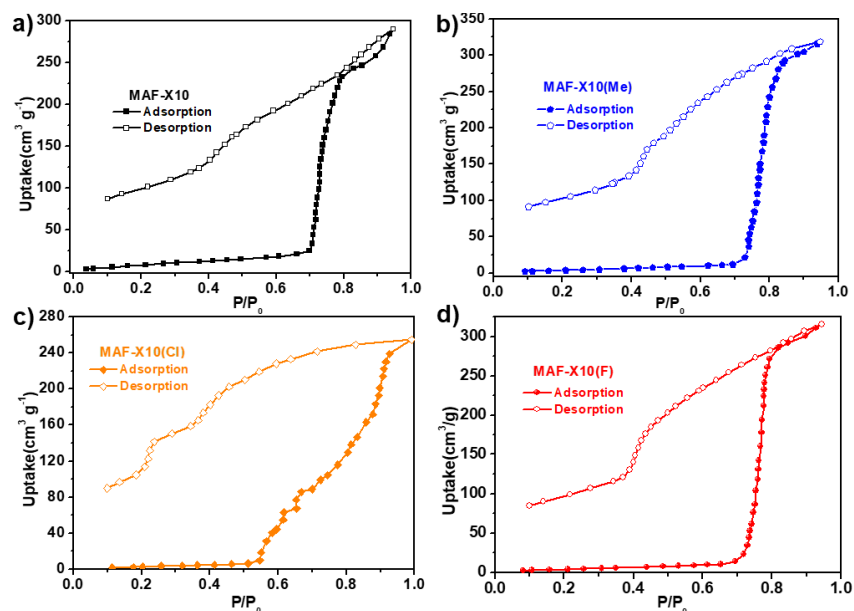 a)
300
250
200
150
100
50
0
Uptake(cm³ g⁻¹)
MAF-X10
Adsorption
Desorption
0.0 0.2 0.4 0.6 0.8 1.0
P/P₀
b)
350
300
250
200
150
100
50
0
Uptake(cm³ g⁻¹)
MAF-X10(Me)
Adsorption
Desorption
0.0 0.2 0.4 0.6 0.8 1.0
P/P₀
c)
280
240
200
160
120
80
40
0
Uptake(cm³ g⁻¹)
MAF-X10(Cl)
Adsorption
Desorption
0.0 0.2 0.4 0.6 0.8 1.0
P/P₀
d)
300
250
200
150
100
50
0
Uptake(cm³/g)
MAF-X10(F)
Adsorption
Desorption
0.0 0.2 0.4 0.6 0.8 1.0
P/P₀